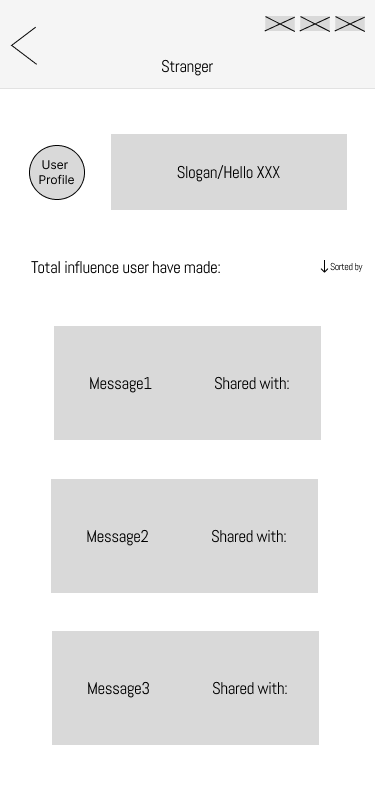 Stranger
User
Profile
Slogan/Hello XXX
Total influence user have made:
Sorted by
Message1 Shared with:
Message2 Shared with:
Message3 Shared with: